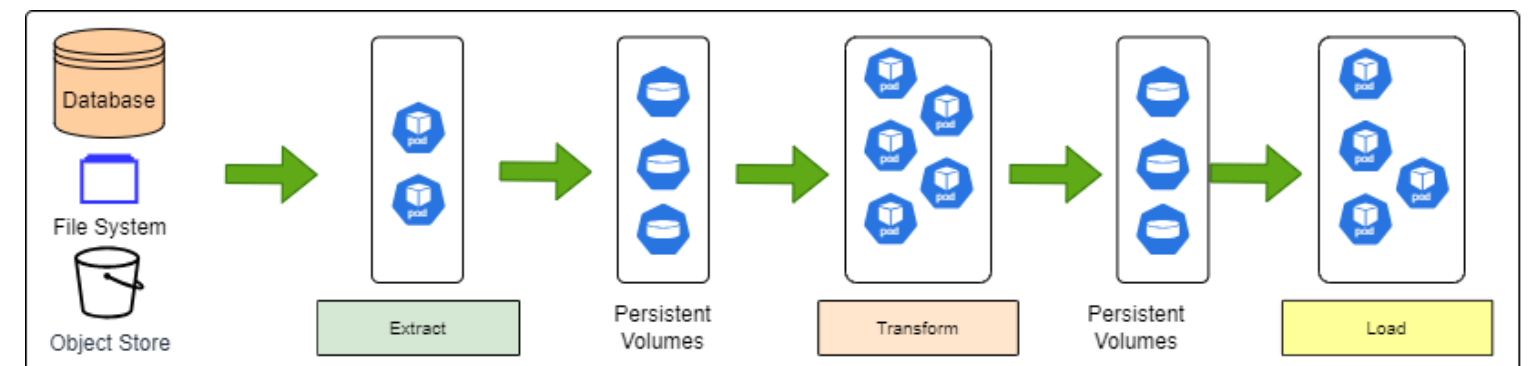 Database
File System
Object Store
pod
pod
Extract
Persistent
Volumes
pod
pod
pod
pod
pod
Transform
Persistent
Volumes
pod
pod
pod
pod
Load